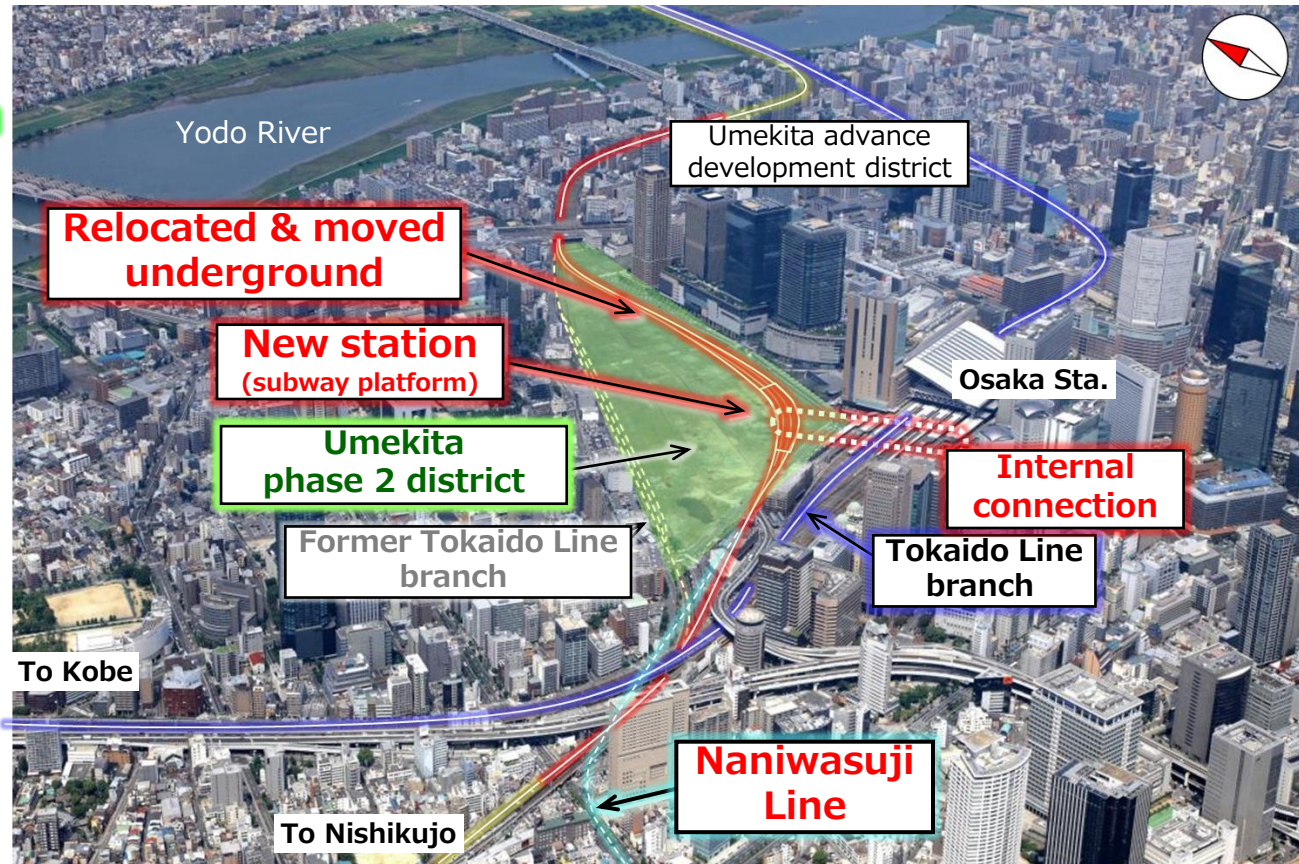 Yodo River
Umekita advance
development district
Relocated & moved
underground
New station
(subway platform)
Osaka Sta.
Umekita
phase 2 district
Internal
connection
Former Tokaido Line
branch
Tokaido Line
branch
To Kobe
Naniwasuji
Line
To Nishikujo